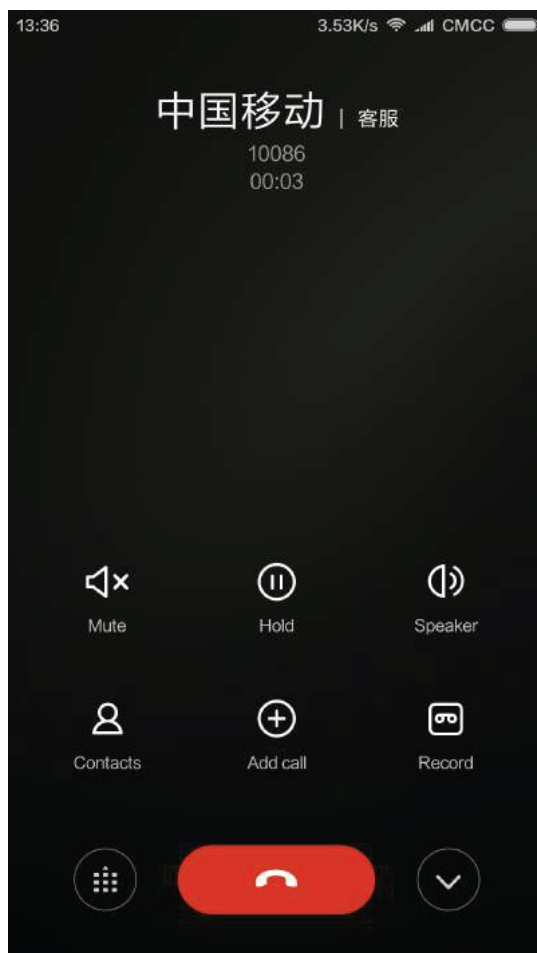 13:36 3.53K/s CMCC
中国移动 | 客服
10086
00:03
Mute Hold Speaker
Contacts Add call Record